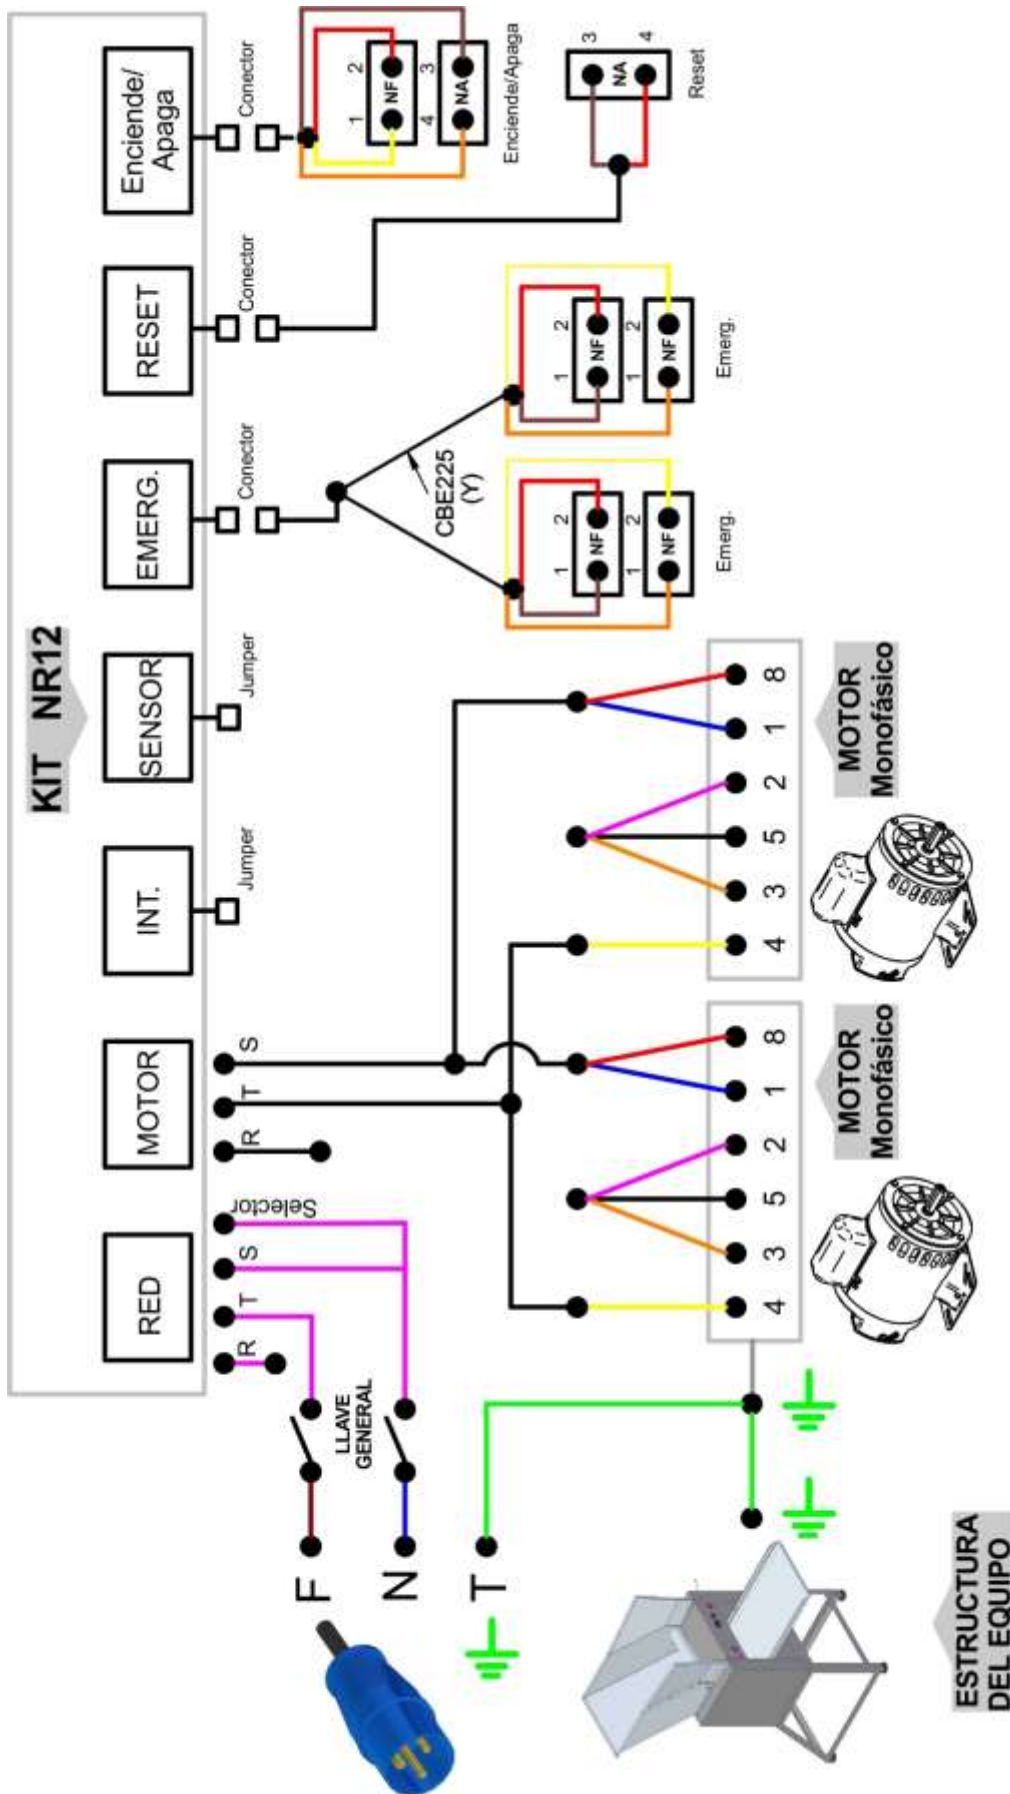 KIT NR12
RED
MOTOR
INT.
SENSOR
EMERG.
RESET
Enciende/
Apaga
R
T
S
Selector
R
T
S
Jumper
Jumper
Conector
Conector
Conector
LLAVE
GENERAL
F
N
T
CBE225
(Y)
1 NF 2
1 NF 2
Emerg.
1 NF 2
1 NF 2
Emerg.
1 2
NF
4 3
NA
Enciende/Apaga
3 4
NA
Reset
4 3 5 2 1 8
MOTOR
Monofásico
4 3 5 2 1 8
MOTOR
Monofásico
ESTRUCTURA
DEL EQUIPO